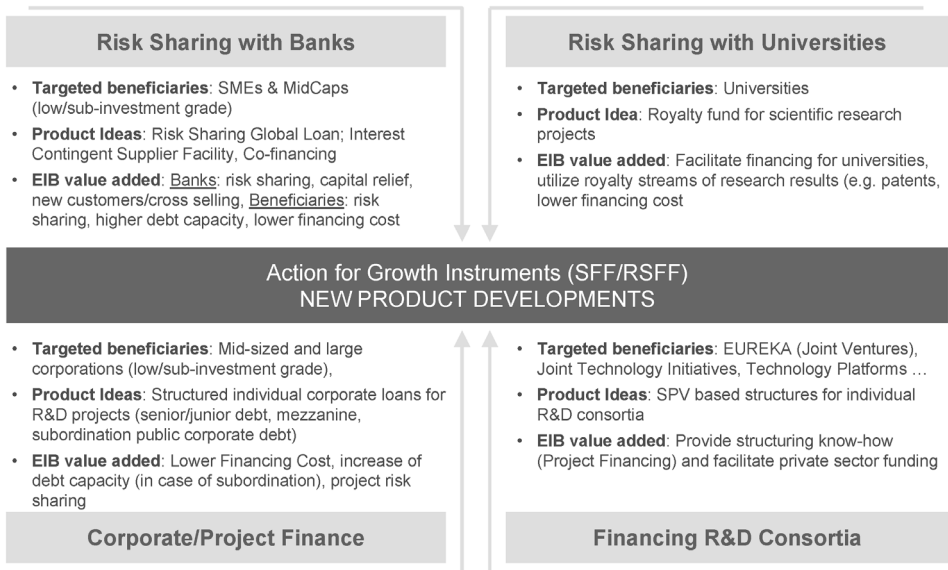 Risk Sharing with Banks
• Targeted beneficiaries: SMEs & MidCaps
(low/sub-investment grade)
• Product Ideas: Risk Sharing Global Loan; Interest
Contingent Supplier Facility, Co-financing
• EIB value added: Banks: risk sharing, capital relief,
new customers/cross selling, Beneficiaries: risk
sharing, higher debt capacity, lower financing cost
Risk Sharing with Universities
• Targeted beneficiaries: Universities
• Product Idea: Royalty fund for scientific research
projects
• EIB value added: Facilitate financing for universities,
utilize royalty streams of research results (e.g. patents,
lower financing cost
Action for Growth Instruments (SFF/RSFF)
NEW PRODUCT DEVELOPMENTS
• Targeted beneficiaries: Mid-sized and large
corporations (low/sub-investment grade),
• Product Ideas: Structured individual corporate loans for
R&D projects (senior/junior debt, mezzanine,
subordination public corporate debt)
• EIB value added: Lower Financing Cost, increase of
debt capacity (in case of subordination), project risk
sharing
Corporate/Project Finance
• Targeted beneficiaries: EUREKA (Joint Ventures),
Joint Technology Initiatives, Technology Platforms …
• Product Ideas: SPV based structures for individual
R&D consortia
• EIB value added: Provide structuring know-how
(Project Financing) and facilitate private sector funding
Financing R&D Consortia